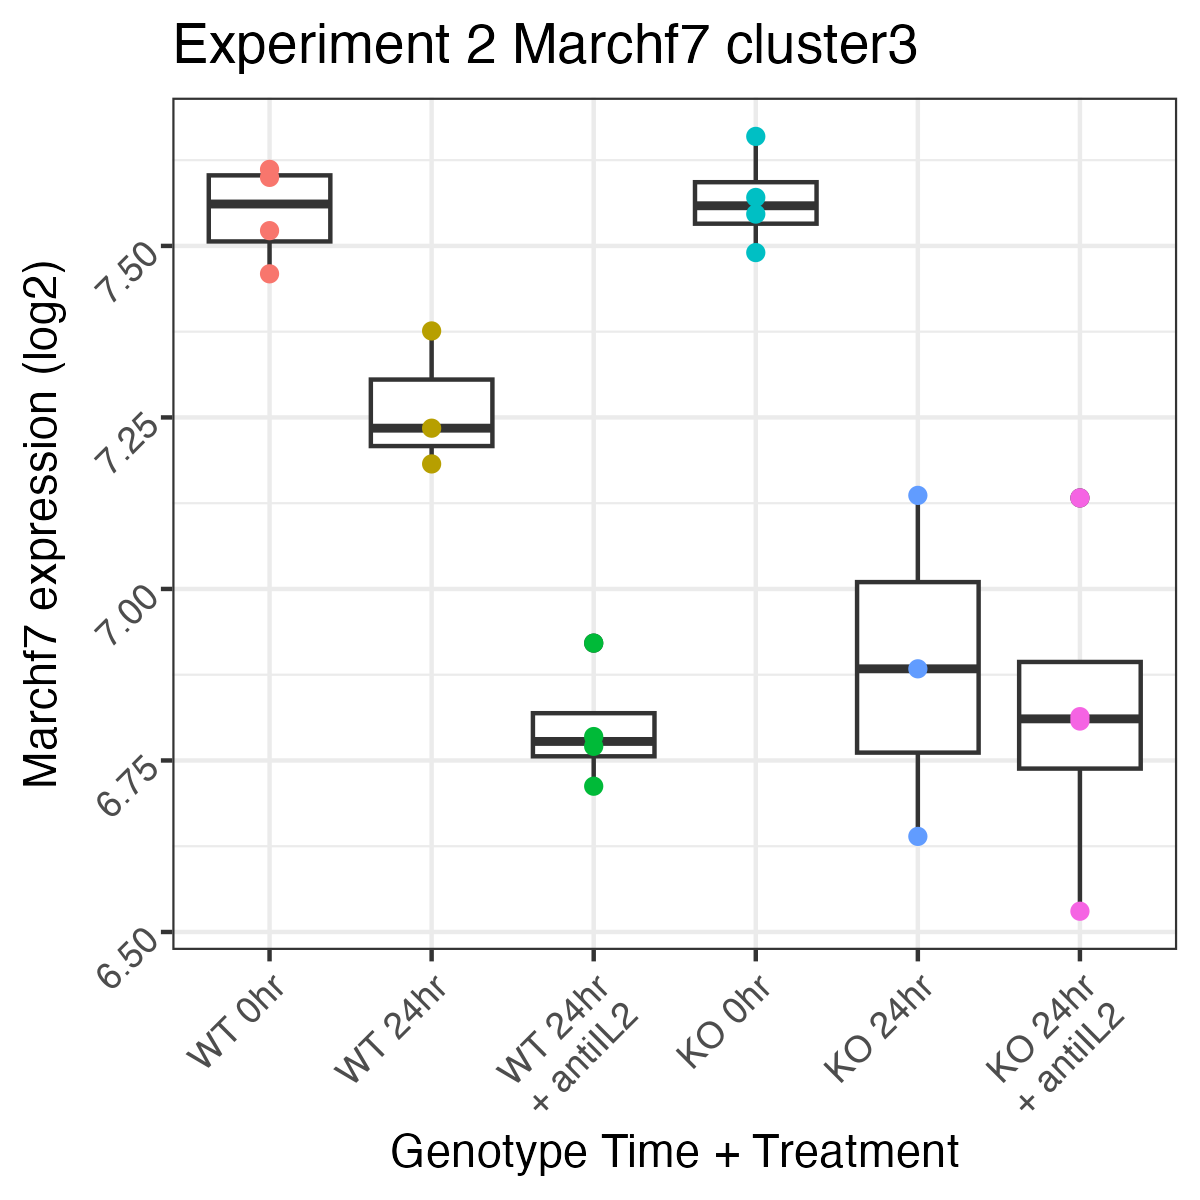 Experiment 2 Marchf7 cluster3
Marchf7 expression (log2)
7.50
7.25
7.00
6.75
6.50
WT 0hr
WT 24hr
WT 24hr
+ antiIL2
KO 0hr
KO 24hr
KO 24hr
+ antiIL2
Genotype Time + Treatment